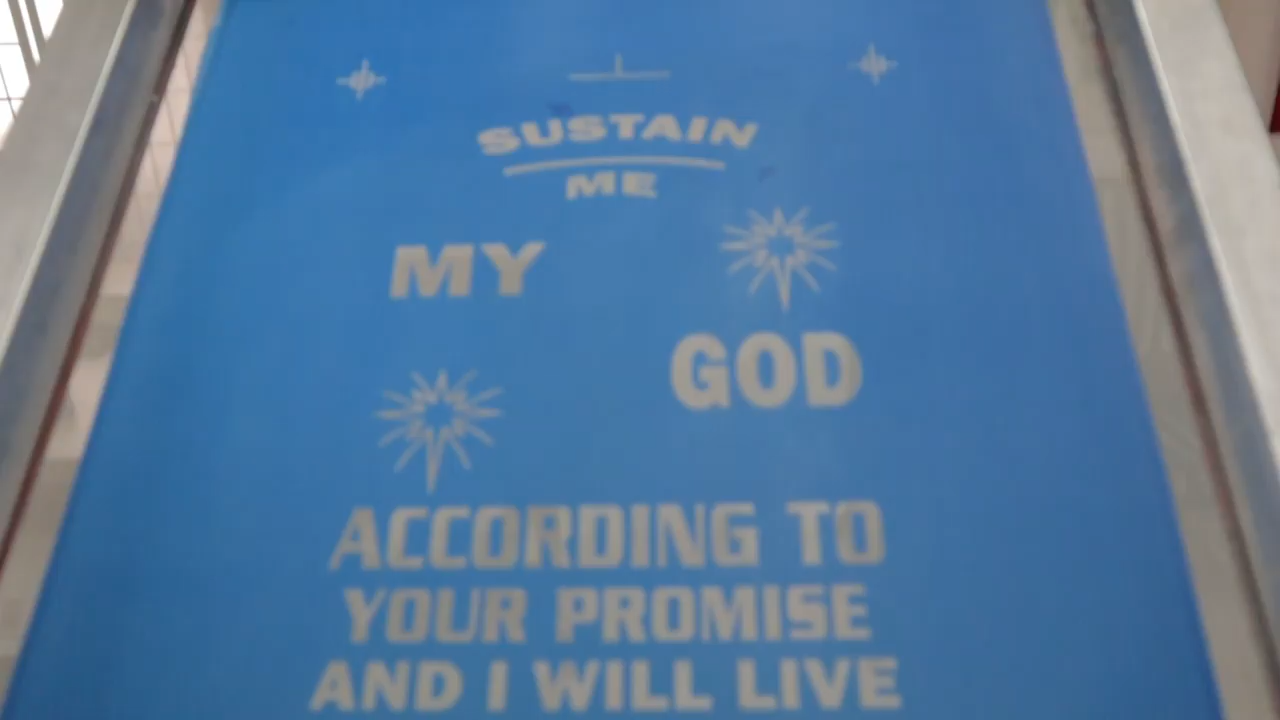 SUSTAIN
ME
MY
GOD
ACCORDING TO
YOUR PROMISE
AND I WILL LIVE